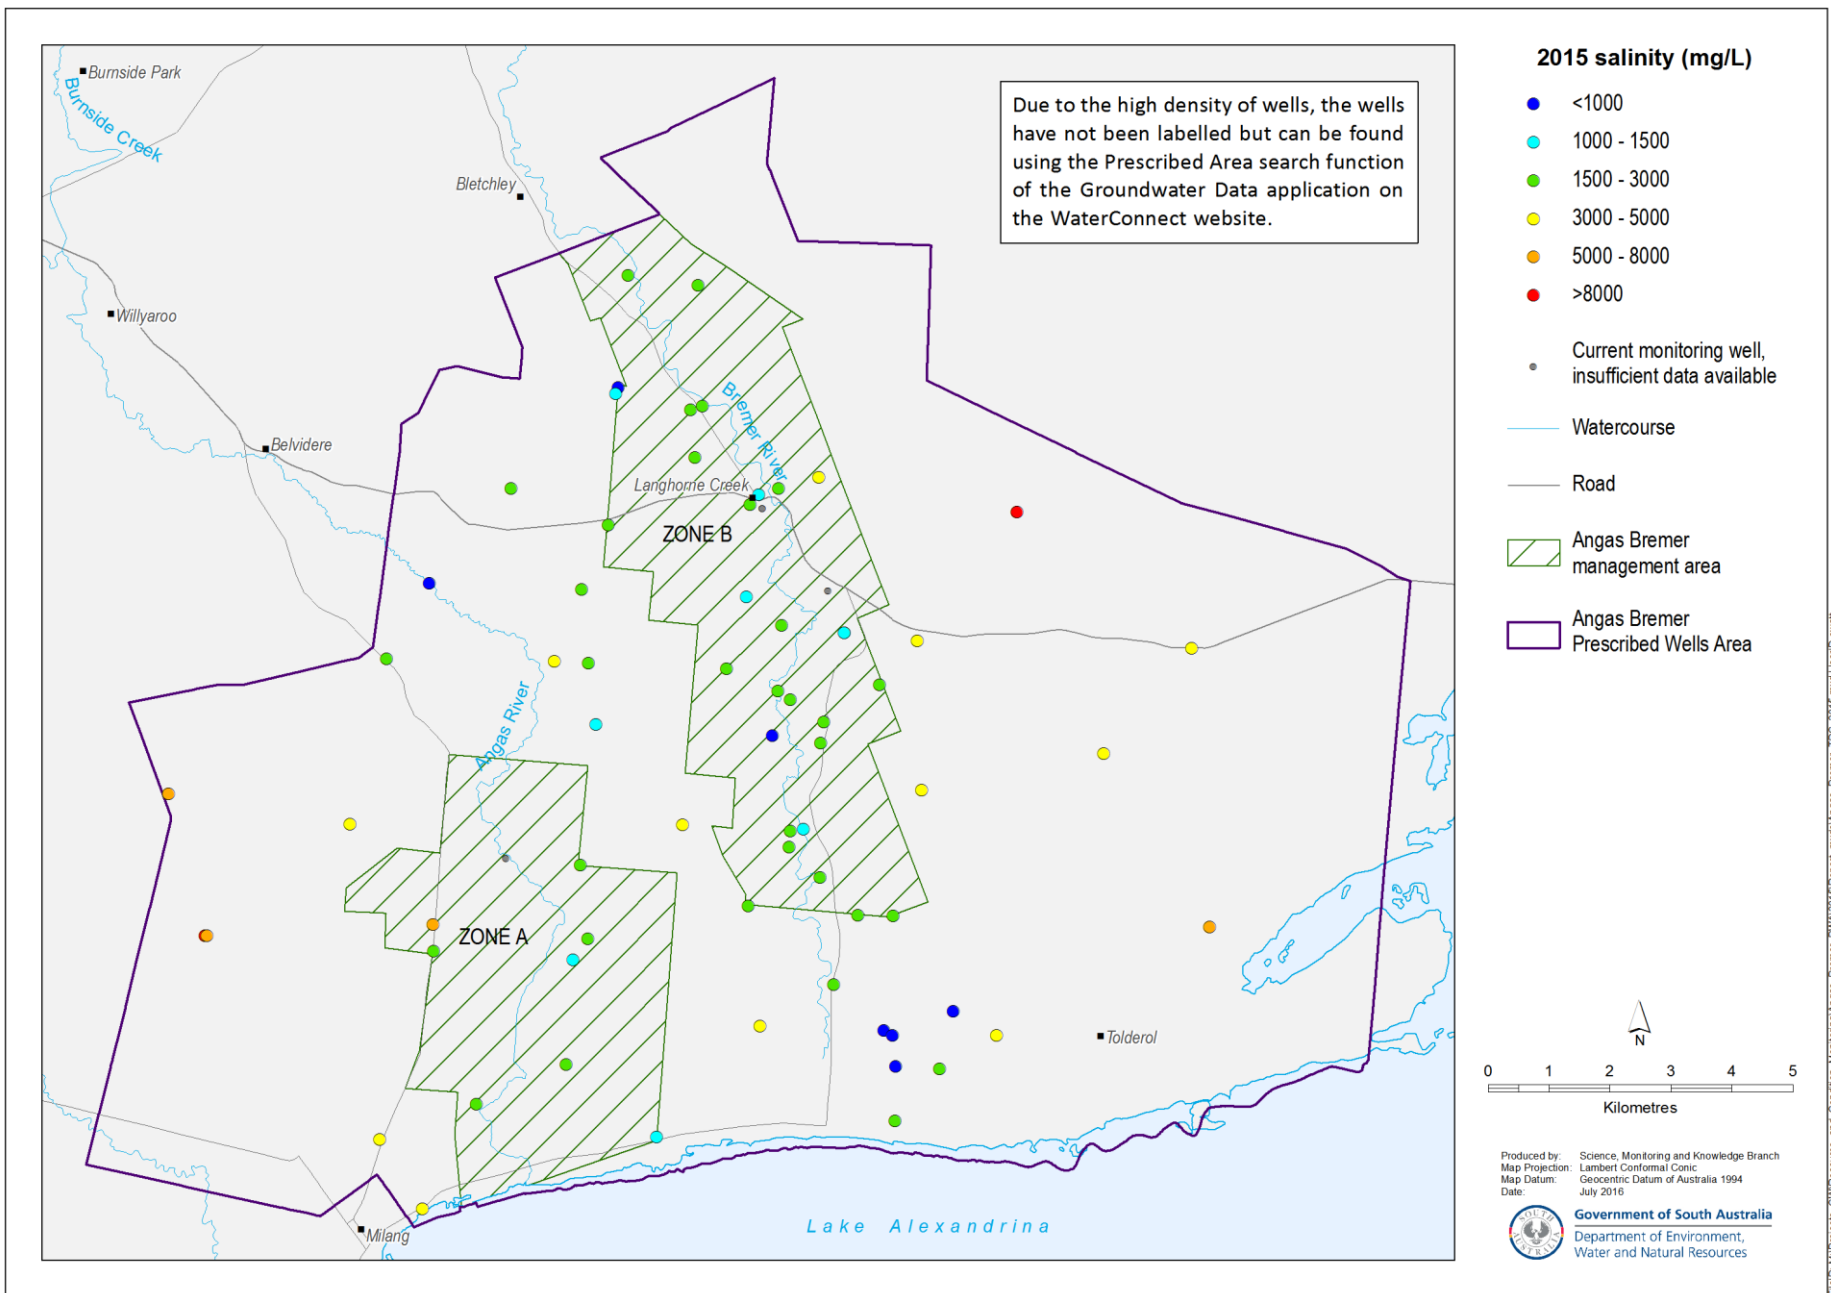 Burnside Park
Burnside Creek
Bletchley
Due to the high density of wells, the wells
have not been labelled but can be found
using the Prescribed Area search function
of the Groundwater Data application on
the WaterConnect website.
Willyaroo
Belvidere
Bremer River
Langhorne Creek
ZONE B
Angas River
ZONE A
Tolderol
Milang
Lake Alexandrina
2015 salinity (mg/L)
<1000
1000 - 1500
1500 - 3000
3000 - 5000
5000 - 8000
>8000
Current monitoring well,
insufficient data available
Watercourse
Road
Angas Bremer
management area
Angas Bremer
Prescribed Wells Area
N
0 1 2 3 4 5
Kilometres
Produced by: Science, Monitoring and Knowledge Branch
Map Projection: Lambert Conformal Conic
Map Datum: Geocentric Datum of Australia 1994
Date: July 2016
SOUTH AUSTRALIA
Government of South Australia
Department of Environment,
Water and Natural Resources